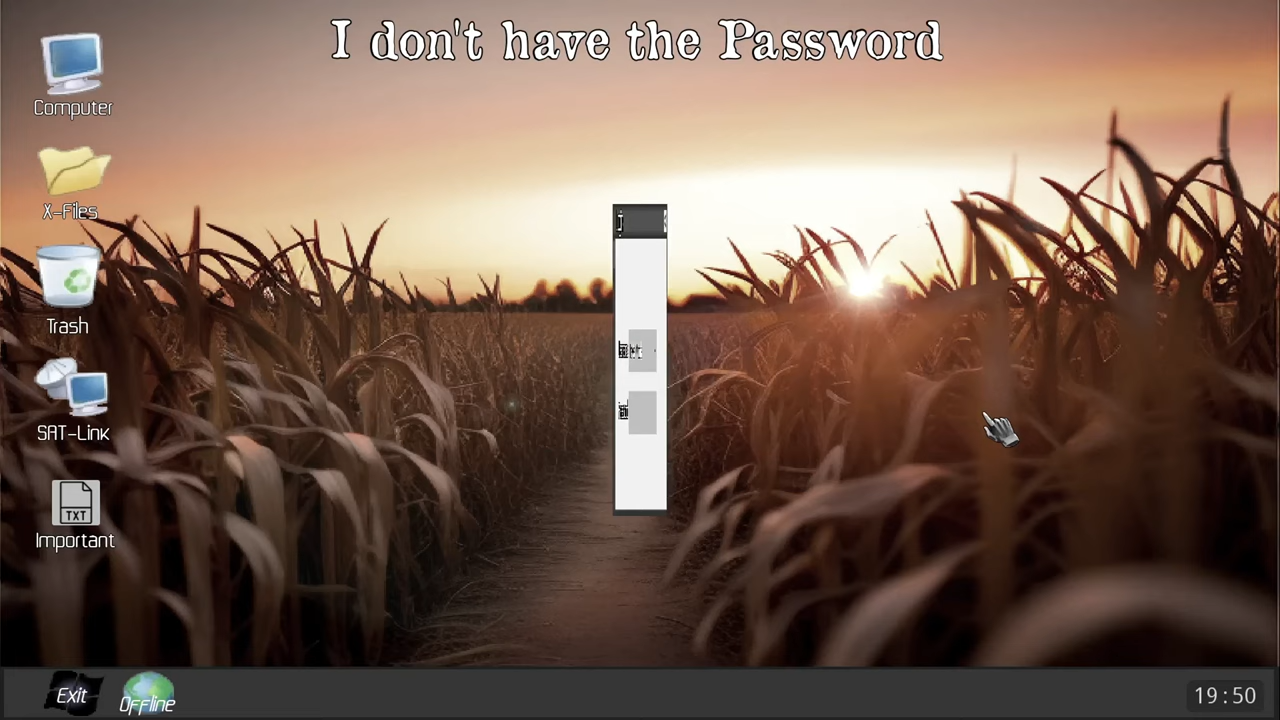 I don't have the Password
Computer
X-Files
Trash
SAT-Link
TXT
Important
Exit
Offline
19:50